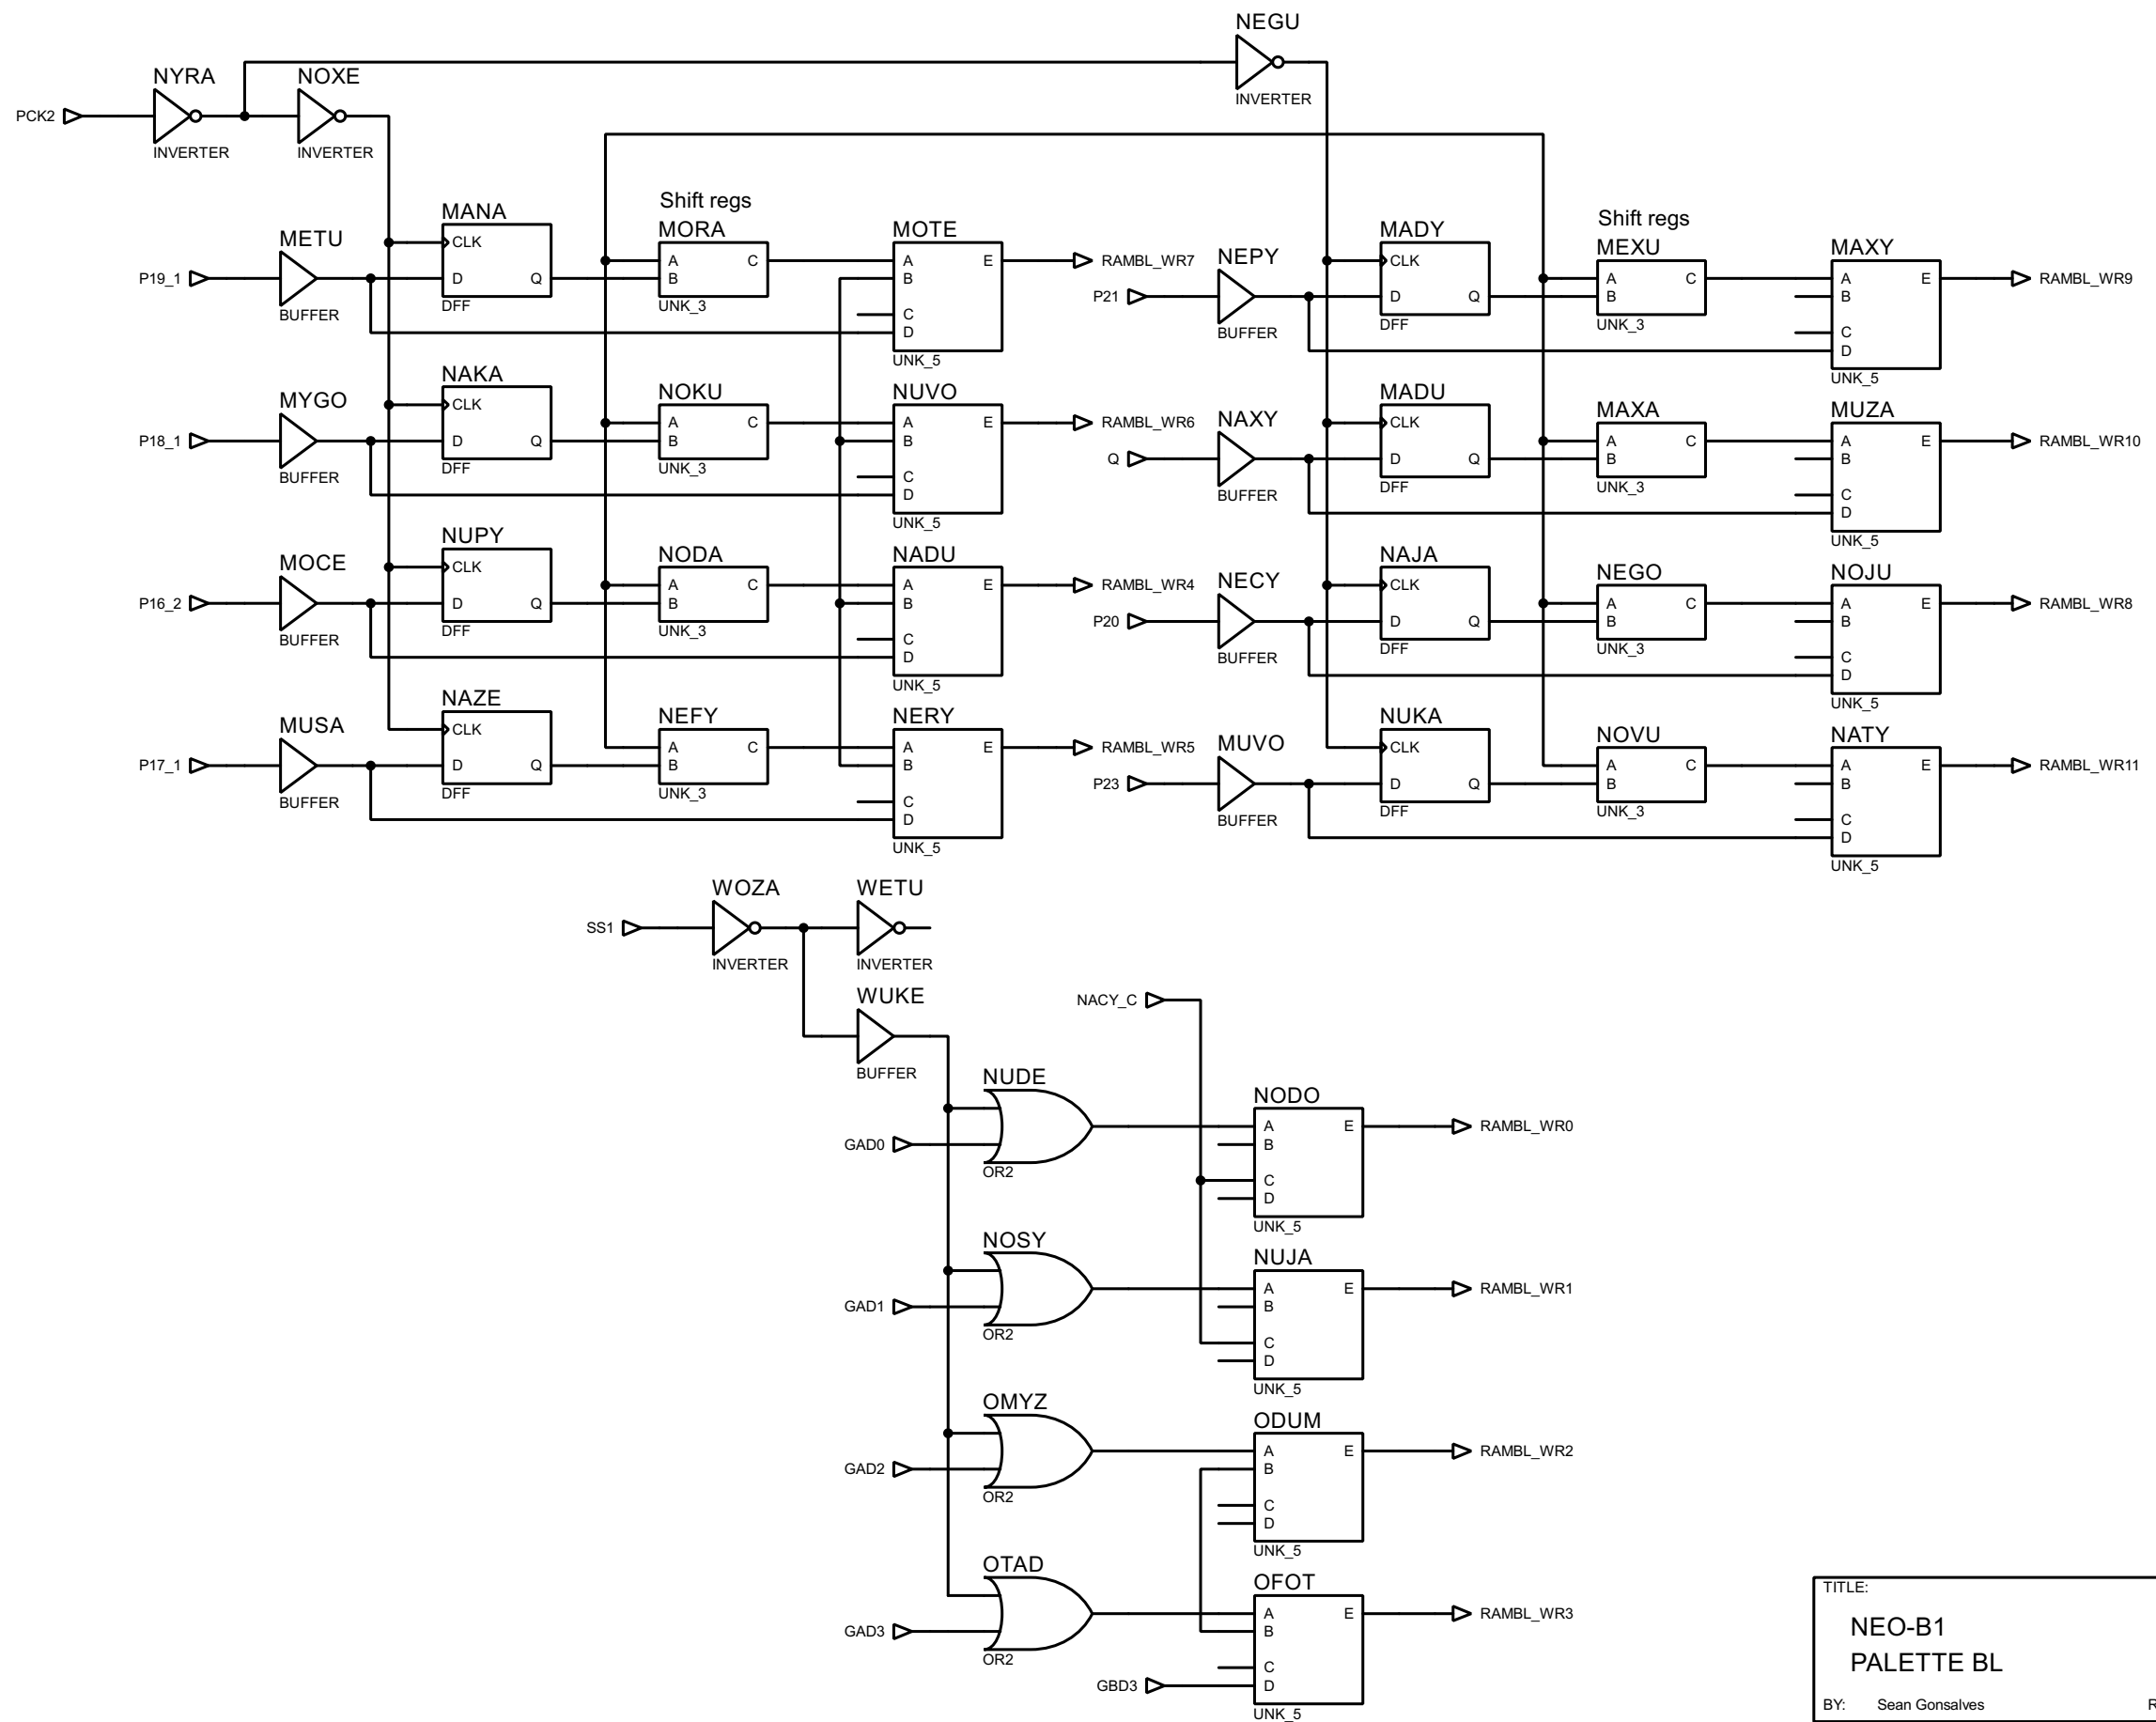 NEGU
INVERTER
NYRA
NOXE
PCK2
INVERTER
INVERTER
METU
P19_1
BUFFER
MANA
CLK
D Q
DFF
Shift regs
MORA
A C
B
UNK_3
MOTE
A E
B
C
D
UNK_5
RAMBL_WR7
NEPY
P21
BUFFER
MADY
CLK
D Q
DFF
Shift regs
MEXU
A C
B
UNK_3
MAXY
A E
B
C
D
UNK_5
RAMBL_WR9
MYGO
P18_1
BUFFER
NAKA
CLK
D Q
DFF
NOKU
A C
B
UNK_3
NUVO
A E
B
C
D
UNK_5
RAMBL_WR6
NAXY
Q
BUFFER
MADU
CLK
D Q
DFF
MAXA
A C
B
UNK_3
MUZA
A E
B
C
D
UNK_5
RAMBL_WR10
MOCE
P16_2
BUFFER
NUPY
CLK
D Q
DFF
NODA
A C
B
UNK_3
NADU
A E
B
C
D
UNK_5
RAMBL_WR4
NECY
P20
BUFFER
NAJA
CLK
D Q
DFF
NEGO
A C
B
UNK_3
NOJU
A E
B
C
D
UNK_5
RAMBL_WR8
MUSA
P17_1
BUFFER
NAZE
CLK
D Q
DFF
NEFY
A C
B
UNK_3
NERY
A E
B
C
D
UNK_5
RAMBL_WR5
MUVO
P23
BUFFER
NUKA
CLK
D Q
DFF
NOVU
A C
B
UNK_3
NATY
A E
B
C
D
UNK_5
RAMBL_WR11
WOZA
SS1
INVERTER
WETU
INVERTER
WUKE
BUFFER
NACY_C
NUDE
GAD0
OR2
NODO
A E
B
C
D
UNK_5
RAMBL_WR0
NOSY
GAD1
OR2
NUJA
A E
B
C
D
UNK_5
RAMBL_WR1
OMYZ
GAD2
OR2
ODUM
A E
B
C
D
UNK_5
RAMBL_WR2
OTAD
GAD3
OR2
OFOT
A E
B
C
D
GBD3
UNK_5
RAMBL_WR3
TITLE:
NEO-B1
PALETTE BL
BY: Sean Gonsalves R